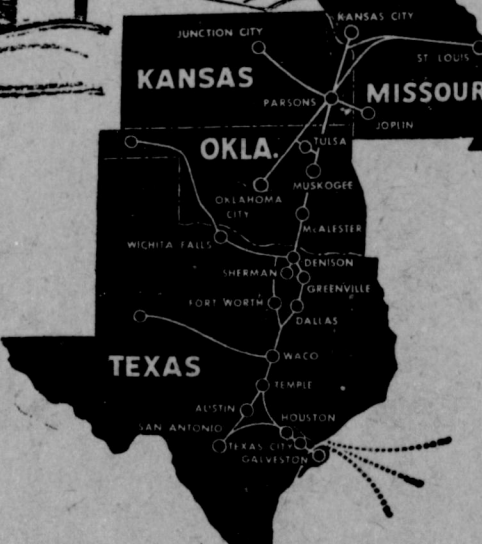 KANSAS CITY
JUNCTION CITY
ST. LOUIS
KANSAS
MISSOUR
PARSONS
JOPLIN
OKLA.
TULSA
MUSKOGEE
OKLAHOMA
CITY
McALESTER
WICHITA FALLS
DENISON
SHERMAN
GREENVILLE
FORT WORTH
DALLAS
WACO
TEXAS
TEMPLE
AUSTIN
HOUSTON
SAN ANTONIO
TEXAS CITY
GALVESTON